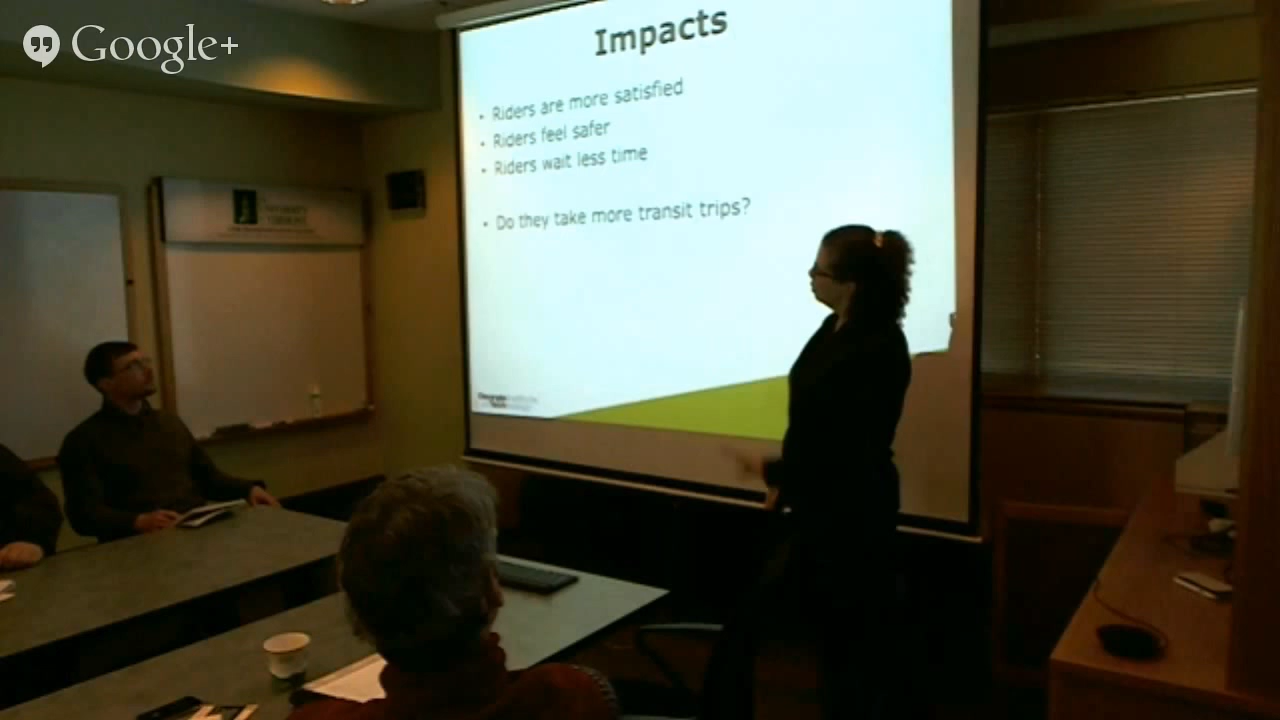 Google+
Impacts
• Riders are more satisfied
• Riders feel safer
• Riders wait less time
• Do they take more transit trips?